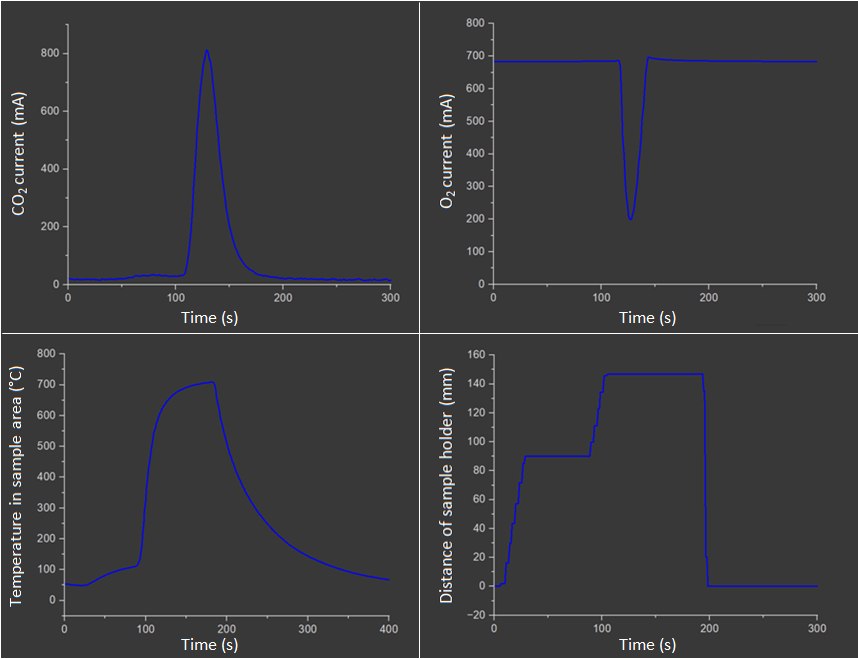 CO₂ current (mA)
800
600
400
200
0
0 100 200 300
Time (s)
O₂ current (mA)
800
700
600
500
400
300
200
100
0
0 100 200 300
Time (s)
Temperature in sample area (°C)
800
700
600
500
400
300
200
100
0
0 100 200 300 400
Time (s)
Distance of sample holder (mm)
160
140
120
100
80
60
40
20
0
−20
0 100 200 300
Time (s)